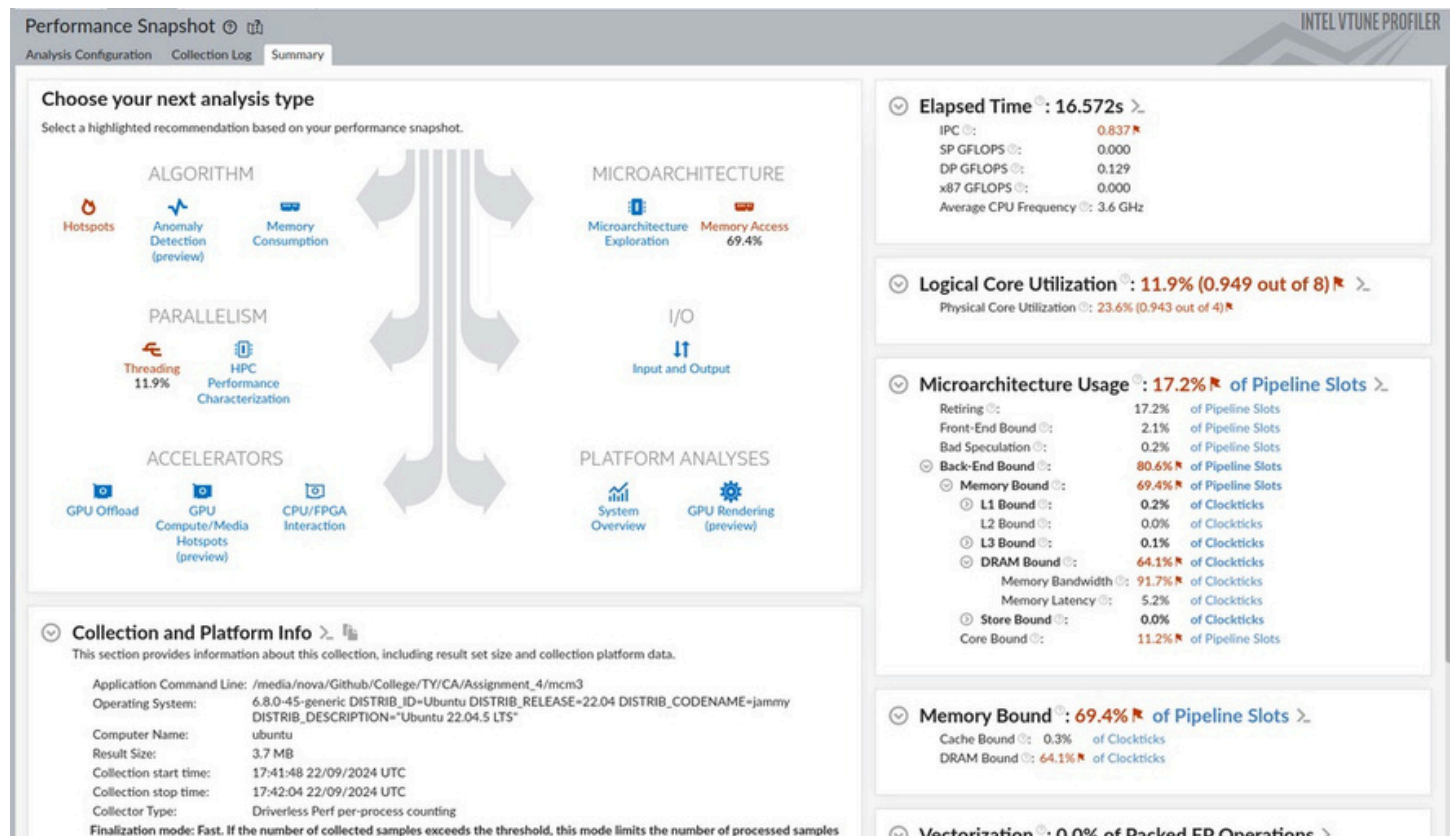 Performance Snapshot
INTEL VTUNE PROFILER
Analysis Configuration Collection Log Summary
Choose your next analysis type
Select a highlighted recommendation based on your performance snapshot.
ALGORITHM
Hotspots
Anomaly Detection (preview)
Memory Consumption
MICROARCHITECTURE
Microarchitecture Exploration
Memory Access
69.4%
PARALLELISM
Threading
11.9%
HPC Performance Characterization
I/O
Input and Output
ACCELERATORS
GPU Offload
GPU Compute/Media Hotspots (preview)
CPU/FPGA Interaction
PLATFORM ANALYSES
System Overview
GPU Rendering (preview)
Collection and Platform Info
This section provides information about this collection, including result set size and collection platform data.
Application Command Line: /media/nova/Github/College/TY/CA/Assignment_4/mcm3
Operating System: 6.8.0-45-generic DISTRIB_ID=Ubuntu DISTRIB_RELEASE=22.04 DISTRIB_CODENAME=jammy
DISTRIB_DESCRIPTION="Ubuntu 22.04.5 LTS"
Computer Name: ubuntu
Result Size: 3.7 MB
Collection start time: 17:41:48 22/09/2024 UTC
Collection stop time: 17:42:04 22/09/2024 UTC
Collector Type: Driverless Perf per-process counting
Finalization mode: Fast. If the number of collected samples exceeds the threshold, this mode limits the number of processed samples
Elapsed Time: 16.572s
IPC: 0.837
SP GFLOPS: 0.000
DP GFLOPS: 0.129
x87 GFLOPS: 0.000
Average CPU Frequency: 3.6 GHz
Logical Core Utilization: 11.9% (0.949 out of 8)
Physical Core Utilization: 23.6% (0.943 out of 4)
Microarchitecture Usage: 17.2% of Pipeline Slots
Retiring: 17.2% of Pipeline Slots
Front-End Bound: 2.1% of Pipeline Slots
Bad Speculation: 0.2% of Pipeline Slots
Back-End Bound: 80.6% of Pipeline Slots
Memory Bound: 69.4% of Pipeline Slots
L1 Bound: 0.2% of Clockticks
L2 Bound: 0.0% of Clockticks
L3 Bound: 0.1% of Clockticks
DRAM Bound: 64.1% of Clockticks
Memory Bandwidth: 91.7% of Clockticks
Memory Latency: 5.2% of Clockticks
Store Bound: 0.0% of Clockticks
Core Bound: 11.2% of Pipeline Slots
Memory Bound: 69.4% of Pipeline Slots
Cache Bound: 0.3% of Clockticks
DRAM Bound: 64.1% of Clockticks
Vectorization: 0.0% of Packed FP Operations